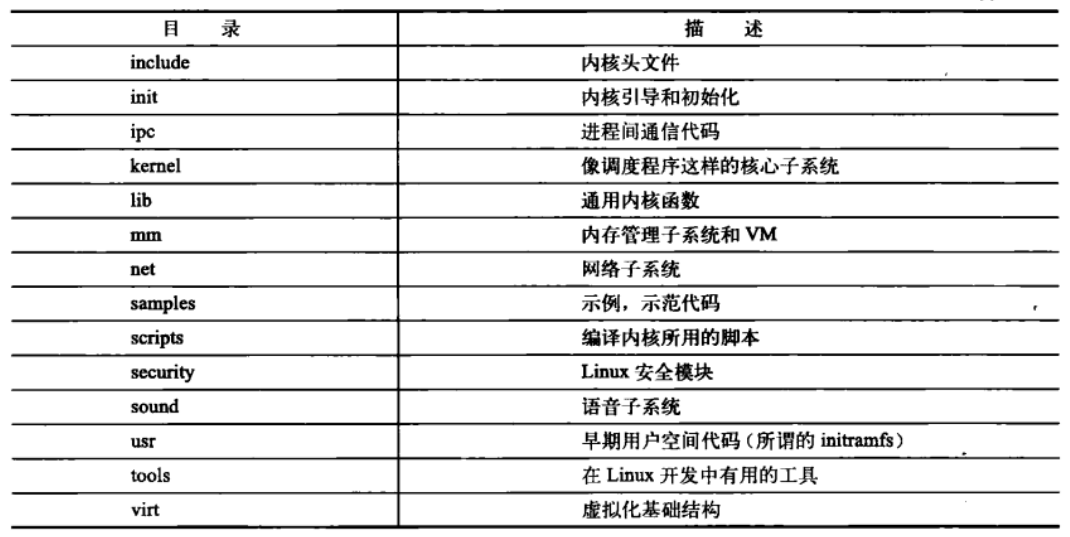 目 录 描 述
include 内核头文件
init 内核引导和初始化
ipc 进程间通信代码
kernel 像调度程序这样的核心子系统
lib 通用内核函数
mm 内存管理子系统和 VM
net 网络子系统
samples 示例，示范代码
scripts 编译内核所用的脚本
security Linux 安全模块
sound 语音子系统
usr 早期用户空间代码（所谓的 initramfs）
tools 在 Linux 开发中有用的工具
virt 虚拟化基础结构